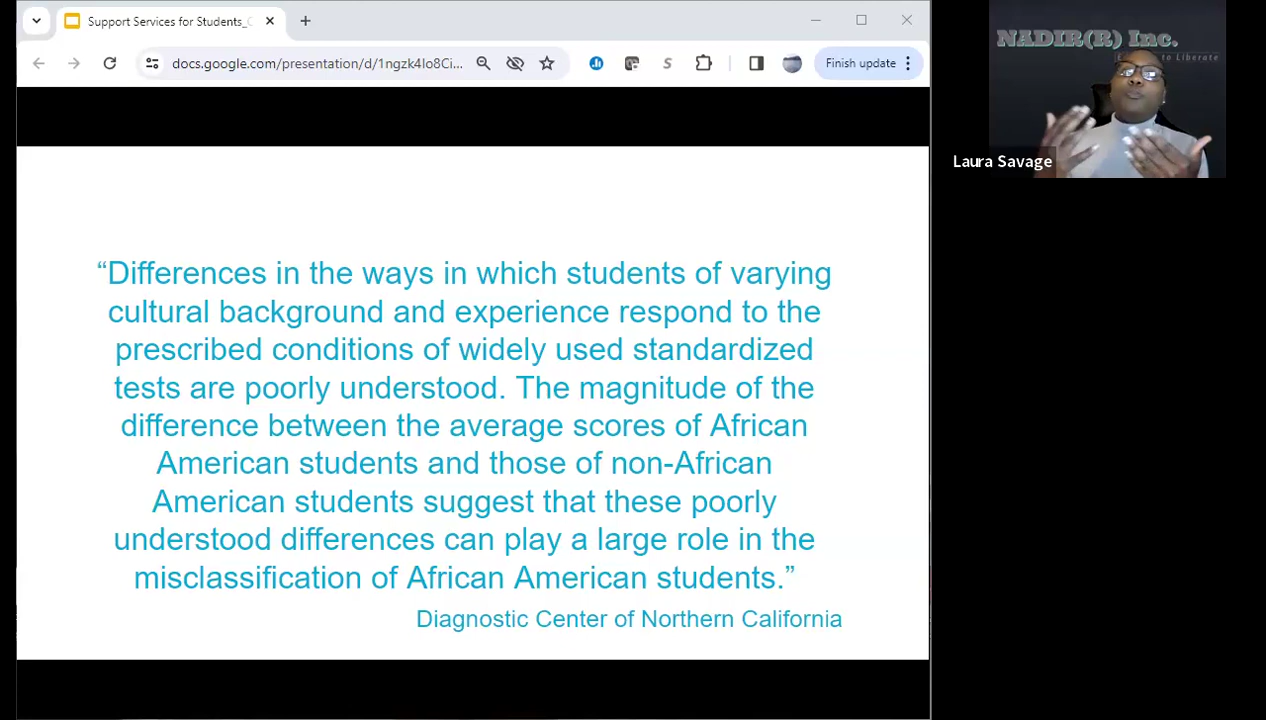 Support Services for Students_
docs.google.com/presentation/d/1ngzk4lo8Ci...
Finish update
“Differences in the ways in which students of varying
cultural background and experience respond to the
prescribed conditions of widely used standardized
tests are poorly understood. The magnitude of the
difference between the average scores of African
American students and those of non-African
American students suggest that these poorly
understood differences can play a large role in the
misclassification of African American students.”
Diagnostic Center of Northern California
NADIR(R) Inc.
to Liberate
Laura Savage